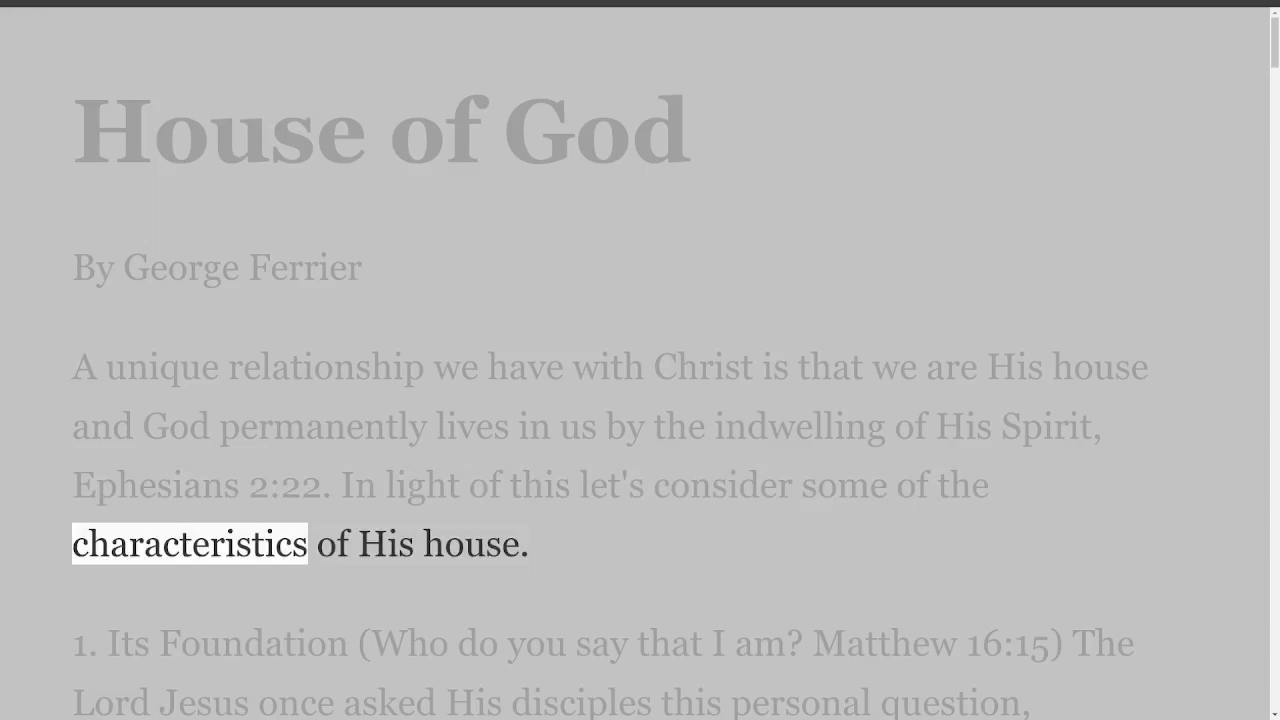 House of God
By George Ferrier
A unique relationship we have with Christ is that we are His house
and God permanently lives in us by the indwelling of His Spirit,
Ephesians 2:22. In light of this let's consider some of the
characteristics of His house.
1. Its Foundation (Who do you say that I am? Matthew 16:15) The
Lord Jesus once asked His disciples this personal question,